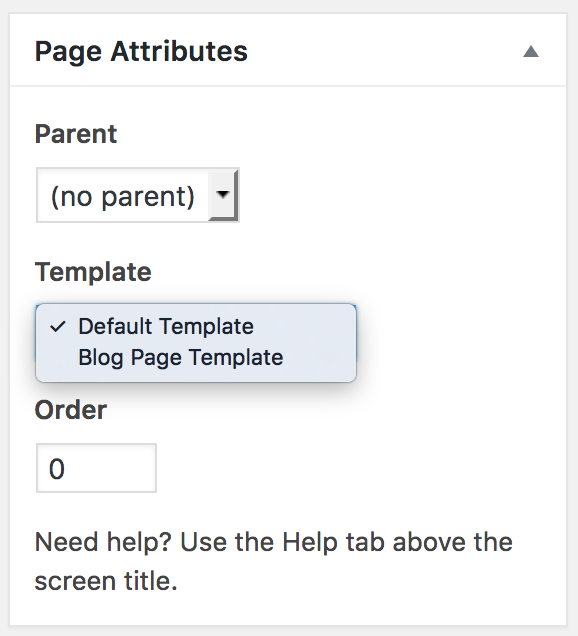 Page Attributes
Parent
(no parent)
Template
Default Template
Blog Page Template
Order
0
Need help? Use the Help tab above the
screen title.